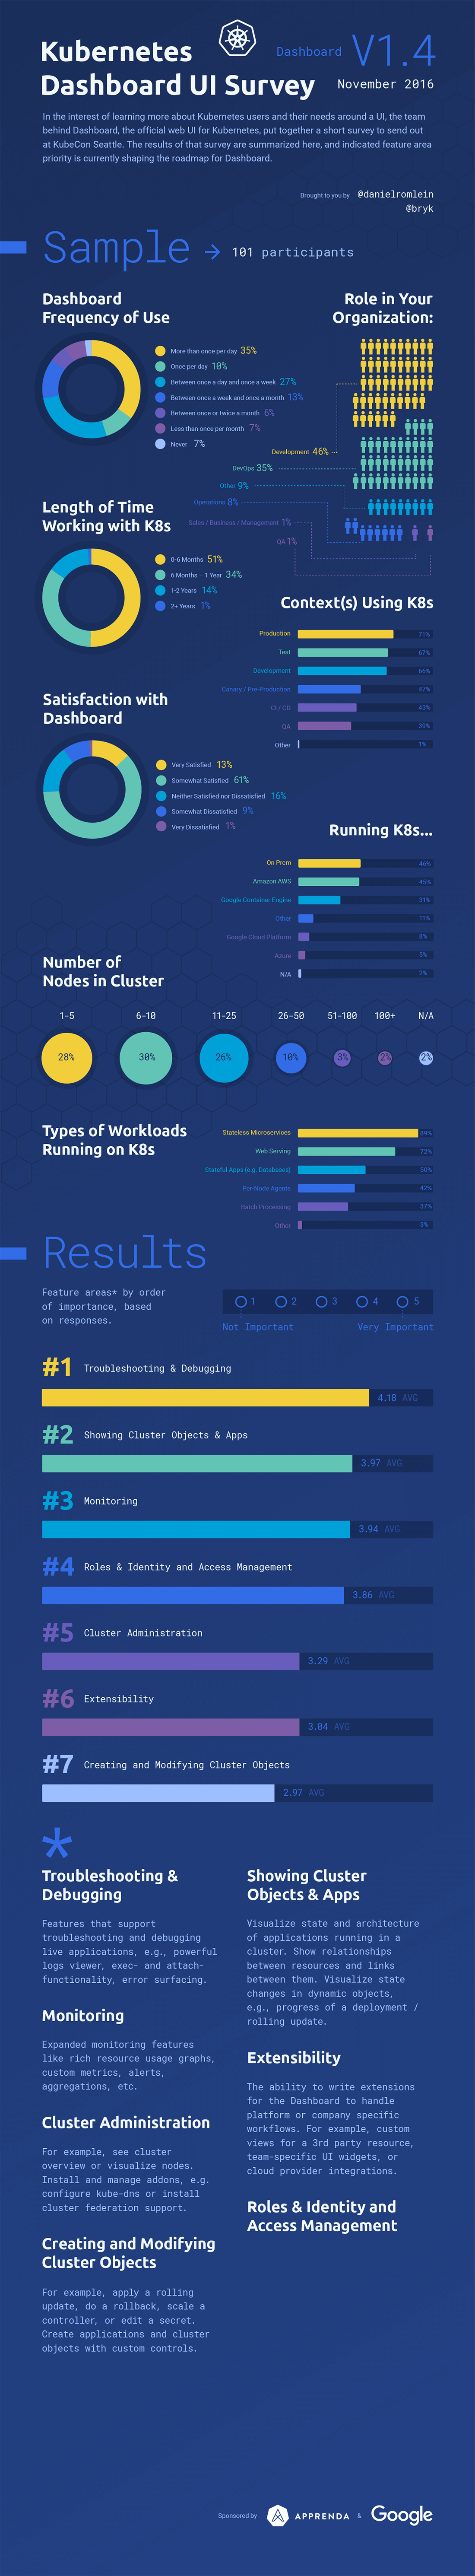 Kubernetes
Dashboard UI Survey
Dashboard V1.4
November 2016
In the interest of learning more about Kubernetes users and their needs around a UI, the team
behind Dashboard, the official web UI for Kubernetes, put together a short survey to send out
at KubeCon Seattle. The results of that survey are summarized here, and indicated feature area
priority is currently shaping the roadmap for Dashboard.
Brought to you by @danielromlein
@bryk
Sample → 101 participants
Dashboard
Frequency of Use
More than once per day 35%
Once per day 10%
Between once a day and once a week 27%
Between once a week and once a month 13%
Between once or twice a month 6%
Less than once per month 7%
Never 7%
Role in Your
Organization:
Development 46%
DevOps 35%
Other 9%
Operations 8%
Sales / Business / Management 1%
QA 1%
Length of Time
Working with K8s
0-6 Months 51%
6 Months – 1 Year 34%
1-2 Years 14%
2+ Years 1%
Context(s) Using K8s
Production 71%
Test 67%
Development 66%
Canary / Pre-Production 47%
CI / CD 43%
QA 39%
Other 1%
Satisfaction with
Dashboard
Very Satisfied 13%
Somewhat Satisfied 61%
Neither Satisfied nor Dissatisfied 16%
Somewhat Dissatisfied 9%
Very Dissatisfied 1%
Running K8s...
On Prem 46%
Amazon AWS 45%
Google Container Engine 31%
Other 11%
Google Cloud Platform 8%
Azure 5%
N/A 2%
Number of
Nodes in Cluster
1-5 6-10 11-25 26-50 51-100 100+ N/A
28% 30% 26% 10% 3% 2% 2%
Types of Workloads
Running on K8s
Stateless Microservices 89%
Web Serving 72%
Stateful Apps (e.g. Databases) 50%
Per Node Agents 42%
Batch Processing 37%
Other 3%
Results
Feature areas* by order
of importance, based
on responses.
1 2 3 4 5
Not Important Very Important
#1 Troubleshooting & Debugging
4.18 AVG
#2 Showing Cluster Objects & Apps
3.97 AVG
#3 Monitoring
3.94 AVG
#4 Roles & Identity and Access Management
3.86 AVG
#5 Cluster Administration
3.29 AVG
#6 Extensibility
3.04 AVG
#7 Creating and Modifying Cluster Objects
2.97 AVG
*
Troubleshooting &
Debugging
Features that support
troubleshooting and debugging
live applications, e.g., powerful
logs viewer, exec- and attach-
functionality, error surfacing.
Monitoring
Expanded monitoring features
like rich resource usage graphs,
custom metrics, alerts,
aggregations, etc.
Cluster Administration
For example, see cluster
overview or visualize nodes.
Install and manage addons, e.g.
configure kube-dns or install
cluster federation support.
Creating and Modifying
Cluster Objects
For example, apply a rolling
update, do a rollback, scale a
controller, or edit a secret.
Create applications and cluster
objects with custom controls.
Showing Cluster
Objects & Apps
Visualize state and architecture
of applications running in a
cluster. Show relationships
between resources and links
between them. Visualize state
changes in dynamic objects,
e.g., progress of a deployment /
rolling update.
Extensibility
The ability to write extensions
for the Dashboard to handle
platform or company specific
workflows. For example, custom
views for a 3rd party resource,
team-specific UI widgets, or
cloud provider integrations.
Roles & Identity and
Access Management
Sponsored by APPRENDA & Google